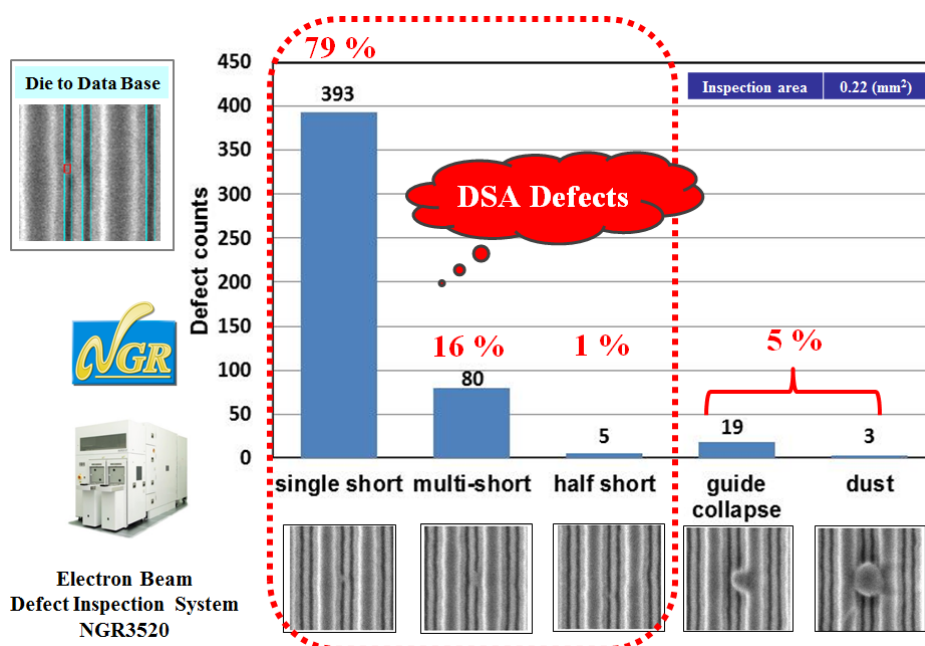 Die to Data Base
NGR
Electron Beam
Defect Inspection System
NGR3520
Defect counts
450
400
350
300
250
200
150
100
50
0
79 %
393
DSA Defects
16 %
80
1 %
5
5 %
19
3
Inspection area 0.22 (mm²)
single short multi-short half short guide collapse dust